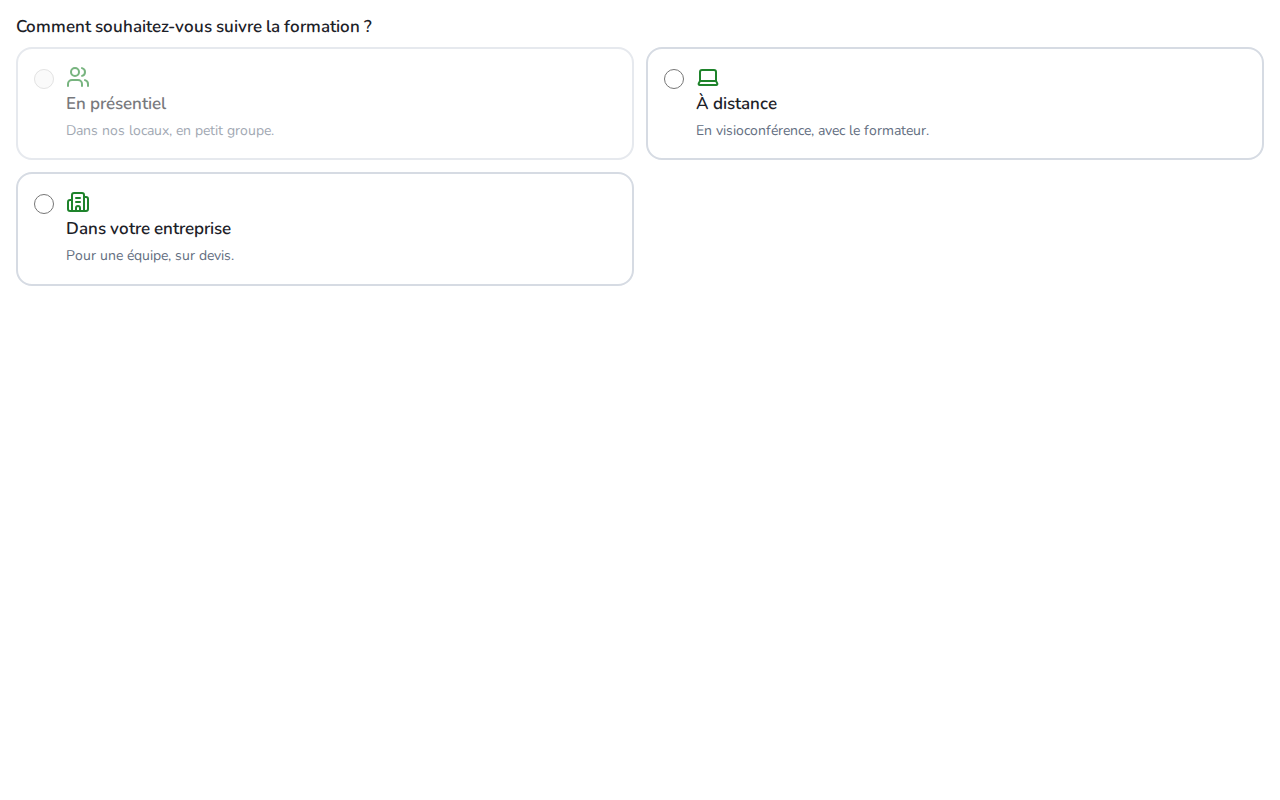 Comment souhaitez-vous suivre la formation ?
En présentiel
Dans nos locaux, en petit groupe.
À distance
En visioconférence, avec le formateur.
Dans votre entreprise
Pour une équipe, sur devis.